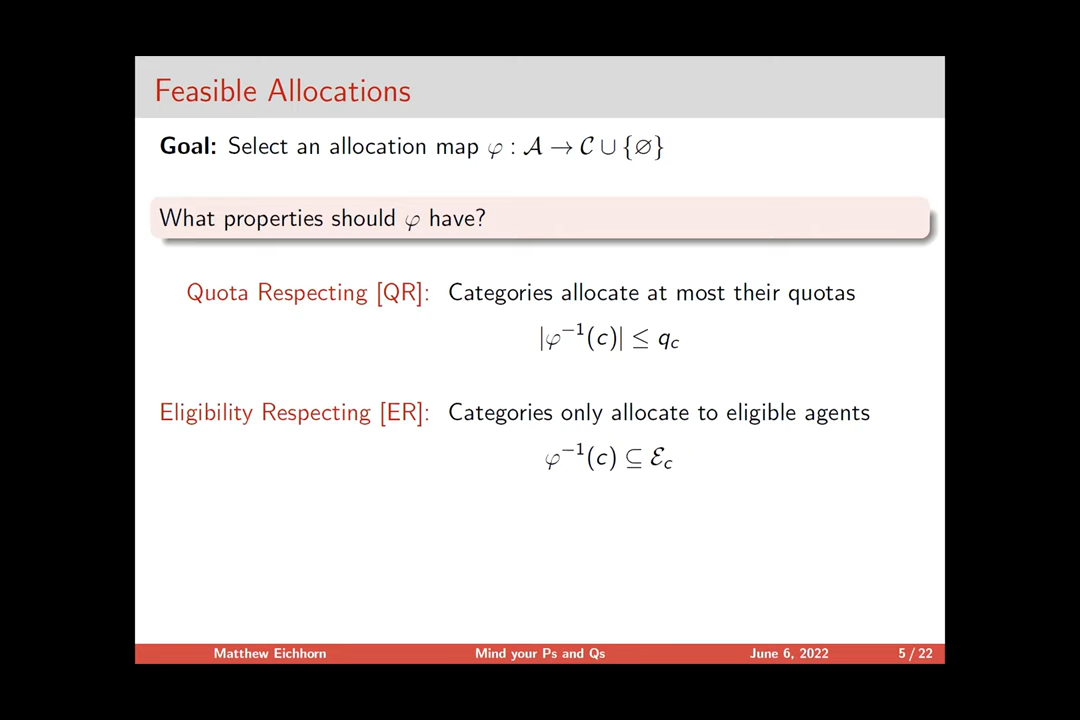 Feasible Allocations
Goal: Select an allocation map φ : 𝒜 → 𝒞 ∪ {∅}
What properties should φ have?
Quota Respecting [QR]: Categories allocate at most their quotas
|φ⁻¹(c)| ≤ q_c
Eligibility Respecting [ER]: Categories only allocate to eligible agents
φ⁻¹(c) ⊆ ℰ_c
Matthew Eichhorn Mind your Ps and Qs June 6, 2022 5 / 22